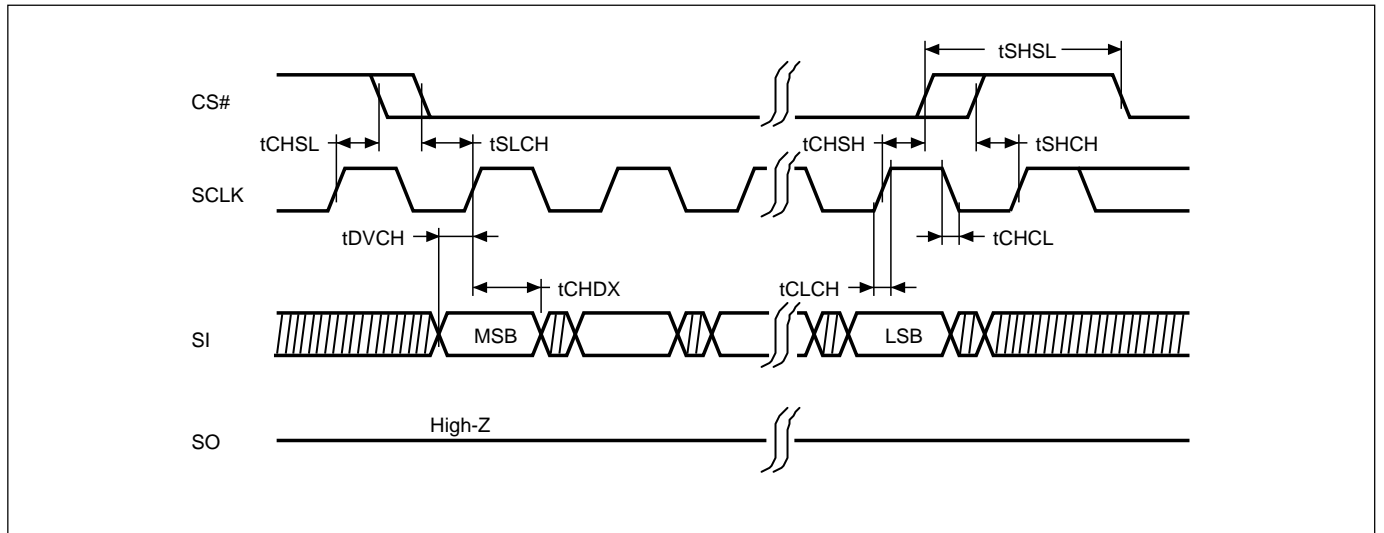 tSHSL
CS#
tCHSL
tSLCH
tCHSH
tSHCH
SCLK
tDVCH
tCHCL
tCHDX
tCLCH
SI
MSB
LSB
High-Z
SO